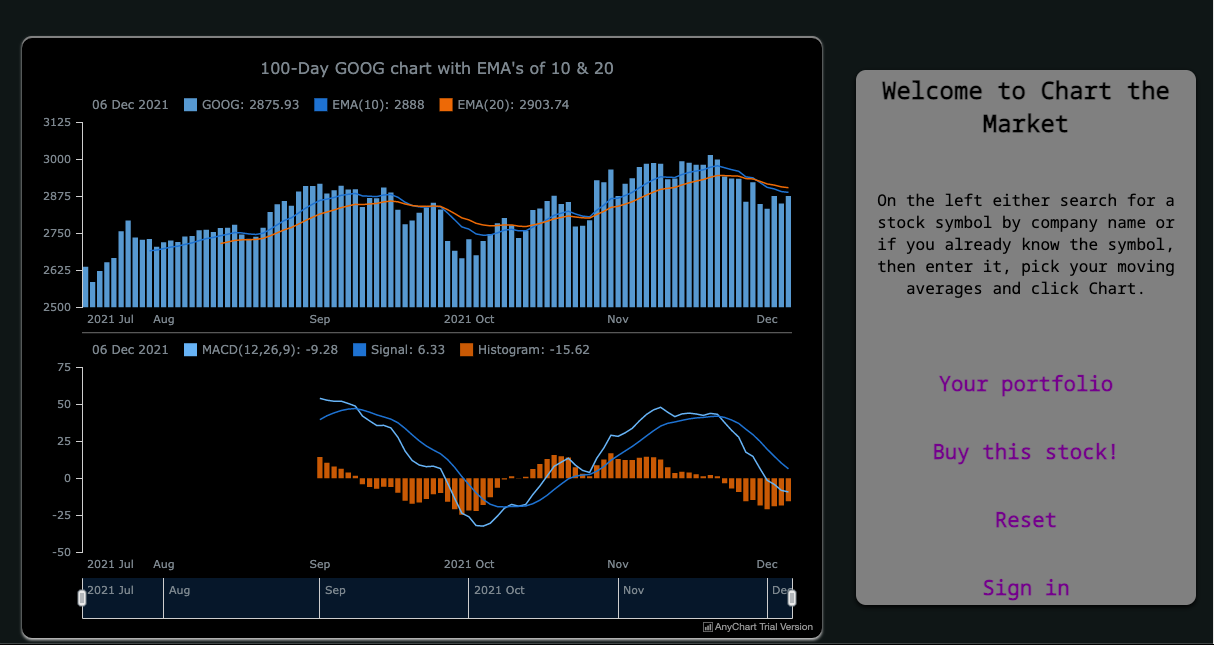 100-Day GOOG chart with EMA's of 10 & 20
06 Dec 2021 GOOG: 2875.93 EMA(10): 2888 EMA(20): 2903.74
3125
3000
2875
2750
2625
2500
2021 Jul Aug Sep 2021 Oct Nov Dec
06 Dec 2021 MACD(12,26,9): -9.28 Signal: 6.33 Histogram: -15.62
75
50
25
0
-25
-50
2021 Jul Aug Sep 2021 Oct Nov Dec
2021 Jul Aug Sep 2021 Oct Nov Dec
AnyChart Trial Version
Welcome to Chart the
Market
On the left either search for a
stock symbol by company name or
if you already know the symbol,
then enter it, pick your moving
averages and click Chart.
Your portfolio
Buy this stock!
Reset
Sign in